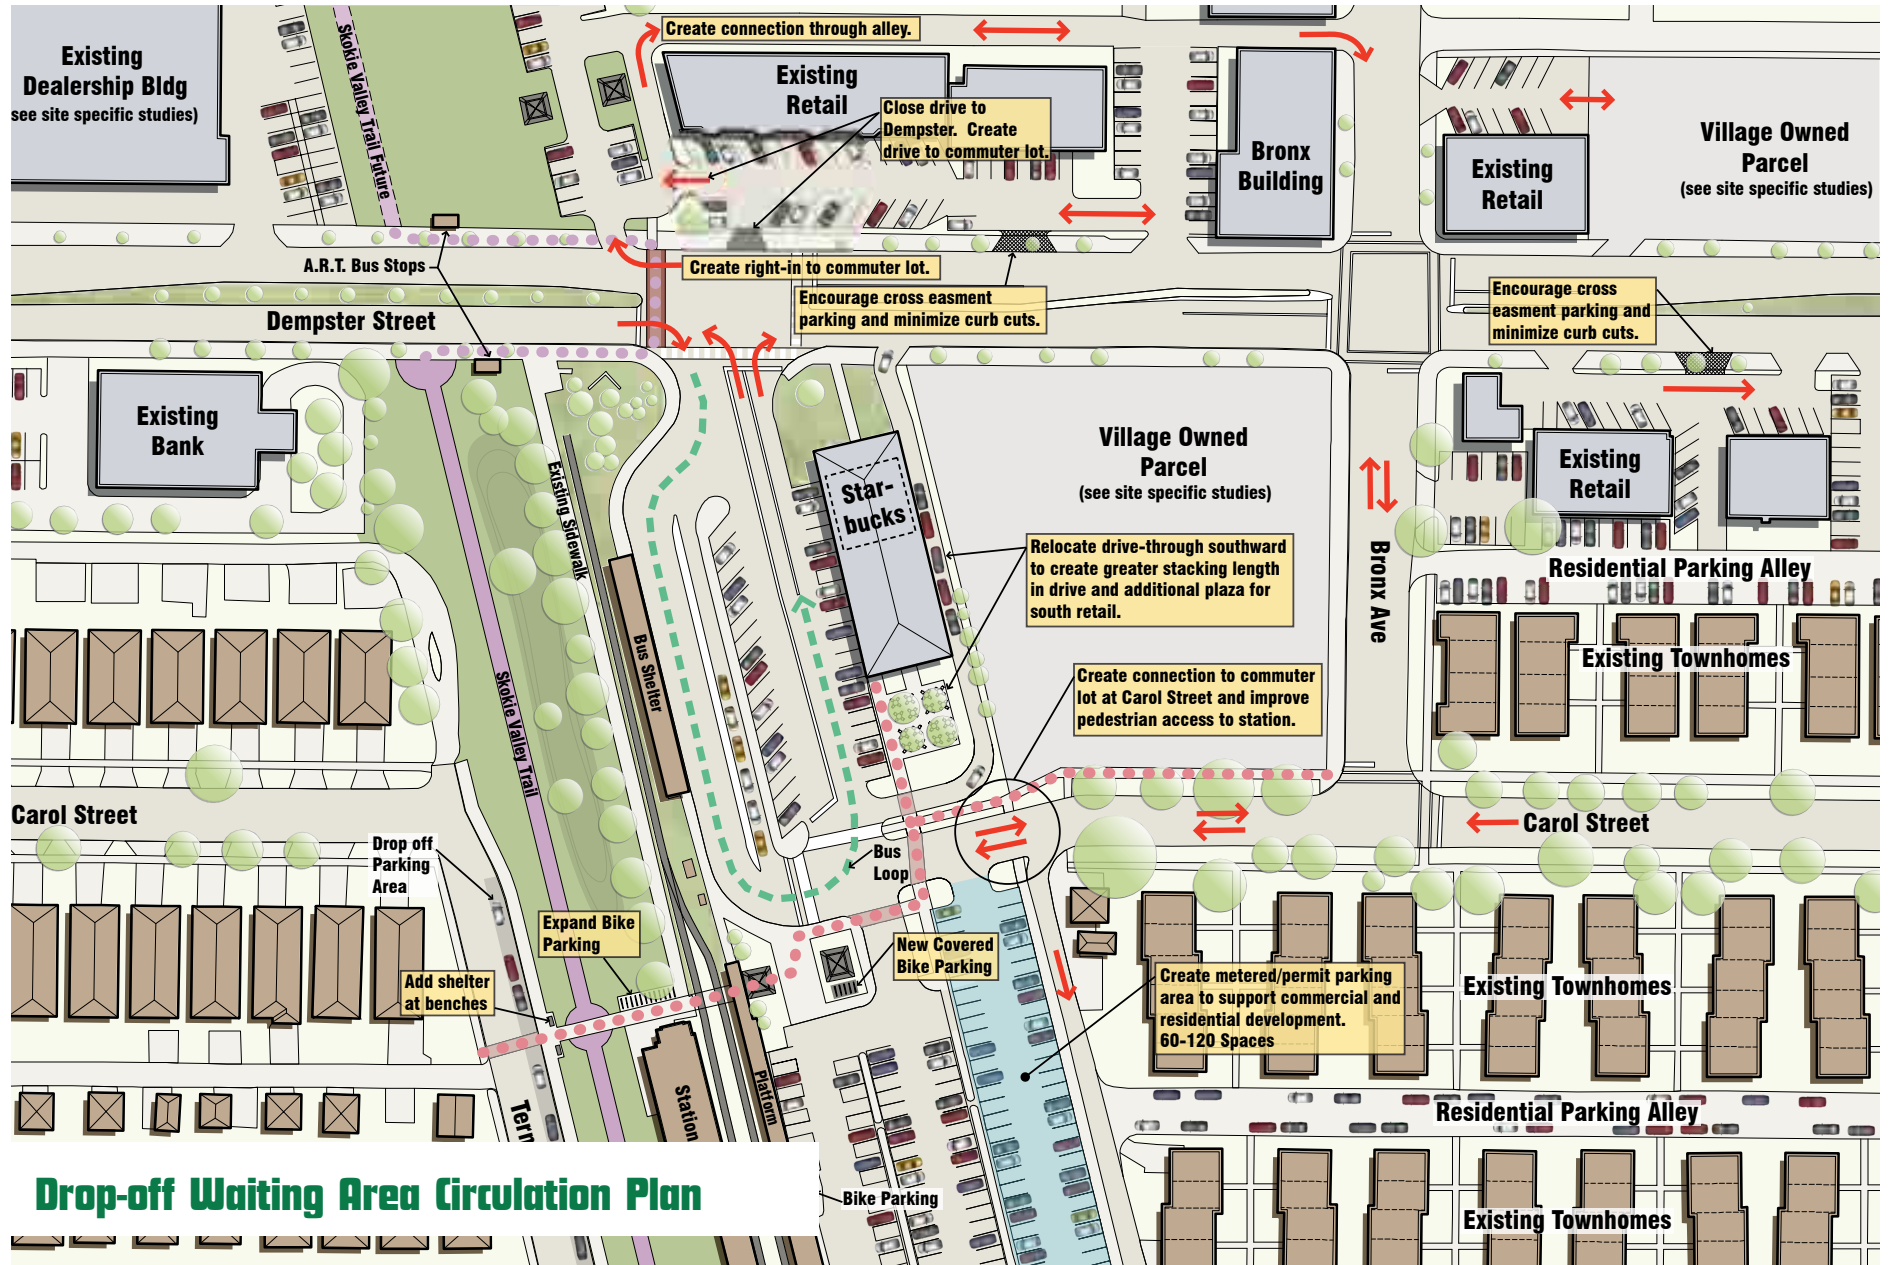 Existing
Dealership Bldg
(see site specific studies)
Skokie Valley Trail Future
Create connection through alley.
Existing
Retail
Close drive to
Dempster. Create
drive to commuter lot.
Bronx
Building
Existing
Retail
Village Owned
Parcel
(see site specific studies)
A.R.T. Bus Stops
Create right-in to commuter lot.
Encourage cross easment
parking and minimize curb cuts.
Encourage cross
easment parking and
minimize curb cuts.
Dempster Street
Existing
Bank
Existing Sidewalk
Star-
bucks
Village Owned
Parcel
(see site specific studies)
Existing
Retail
Bronx Ave
Residential Parking Alley
Relocate drive-through southward
to create greater stacking length
in drive and additional plaza for
south retail.
Bus Shelter
Skokie Valley Trail
Existing Townhomes
Create connection to commuter
lot at Carol Street and improve
pedestrian access to station.
Carol Street
Carol Street
Drop off
Parking
Area
Bus
Loop
Expand Bike
Parking
New Covered
Bike Parking
Add shelter
at benches
Create metered/permit parking
area to support commercial and
residential development.
60-120 Spaces
Existing Townhomes
Station
Platform
Residential Parking Alley
Drop-off Waiting Area Circulation Plan
Bike Parking
Existing Townhomes